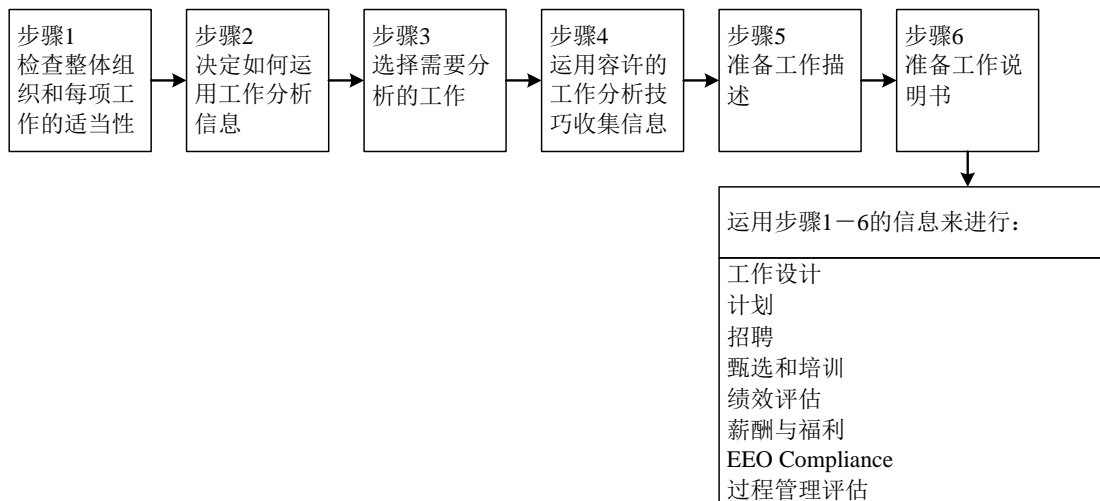 步骤1
检查整体组
织和每项工
作的适当性
步骤2
决定如何运
用工作分析
信息
步骤3
选择需要分
析的工作
步骤4
运用容许的
工作分析技
巧收集信息
步骤5
准备工作描
述
步骤6
准备工作说
明书
运用步骤1－6的信息来进行：
工作设计
计划
招聘
甄选和培训
绩效评估
薪酬与福利
EEO Compliance
过程管理评估